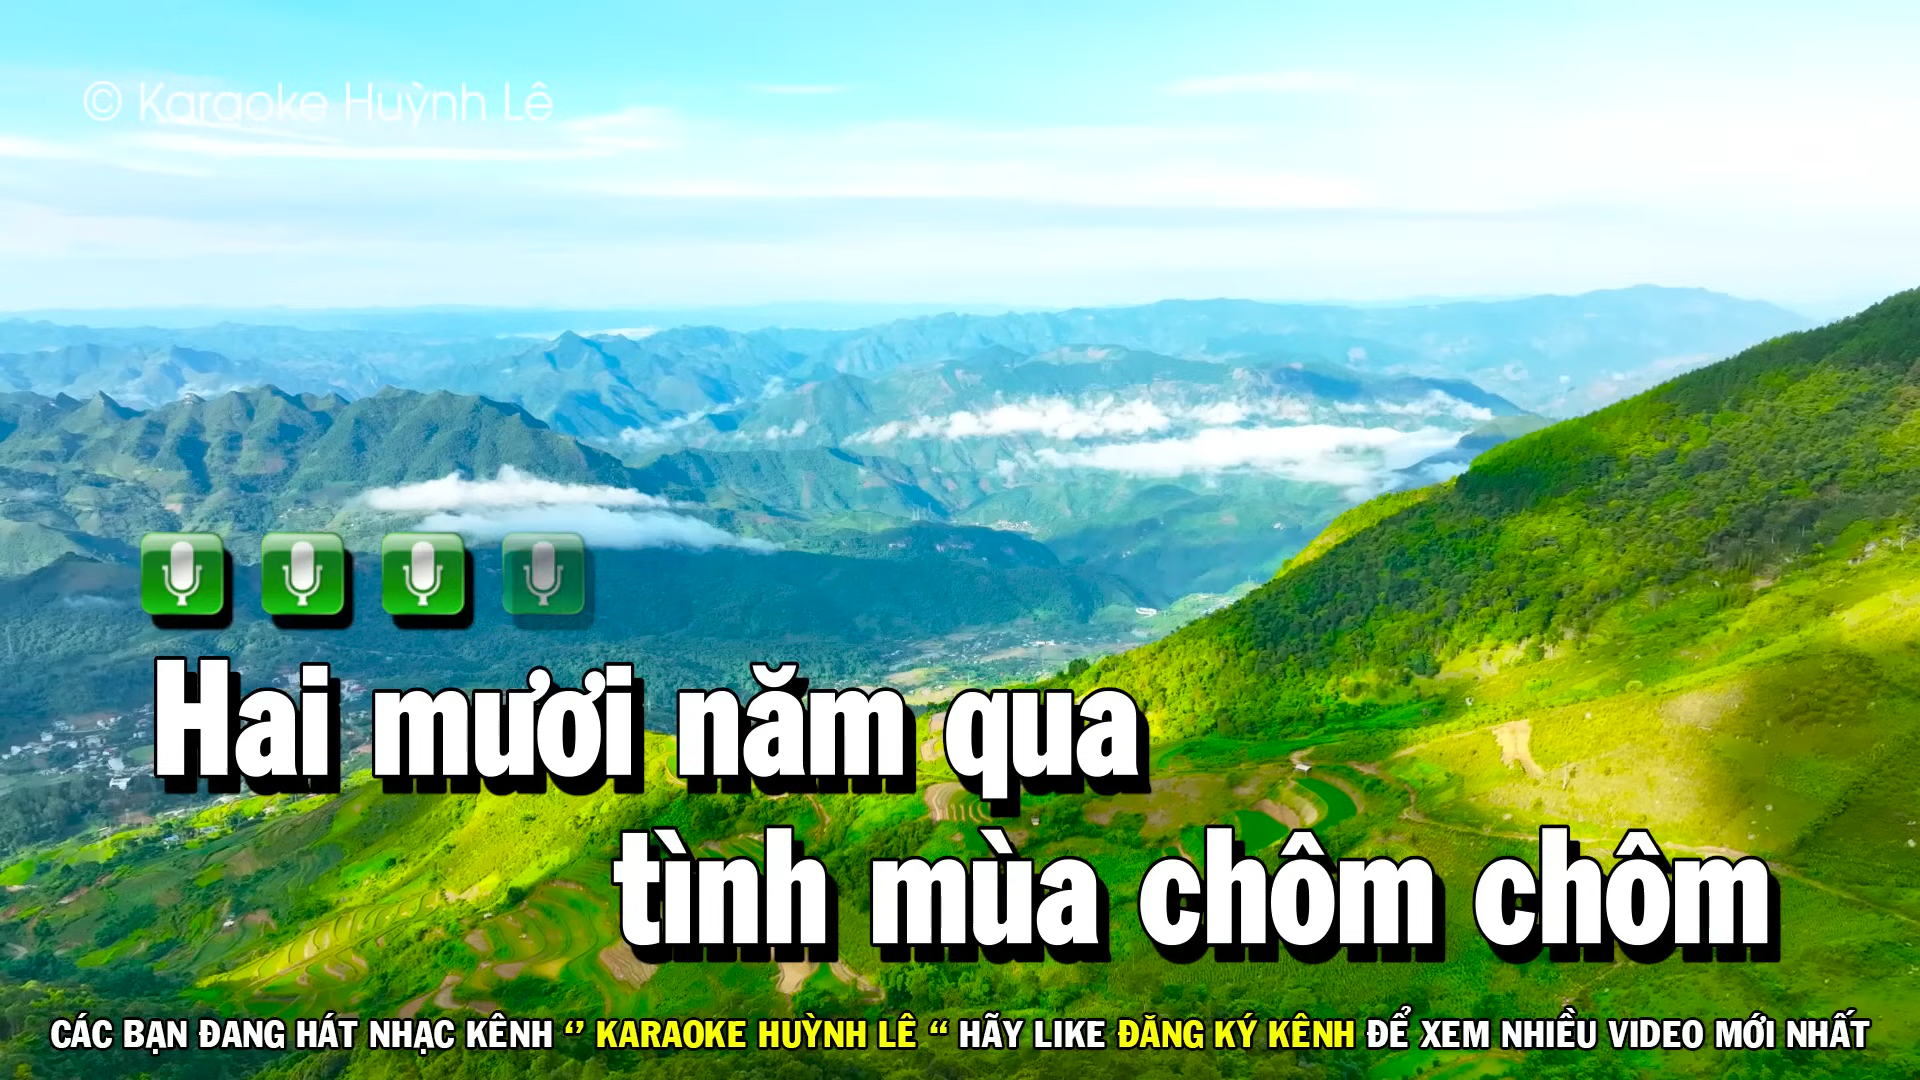 © Karaoke Huỳnh Lê
Hai mươi năm qua
tình mùa chôm chôm
CÁC BẠN ĐANG HÁT NHẠC KÊNH ‘’ KARAOKE HUỲNH LÊ “ HÃY LIKE ĐĂNG KÝ KÊNH ĐỂ XEM NHIỀU VIDEO MỚI NHẤT